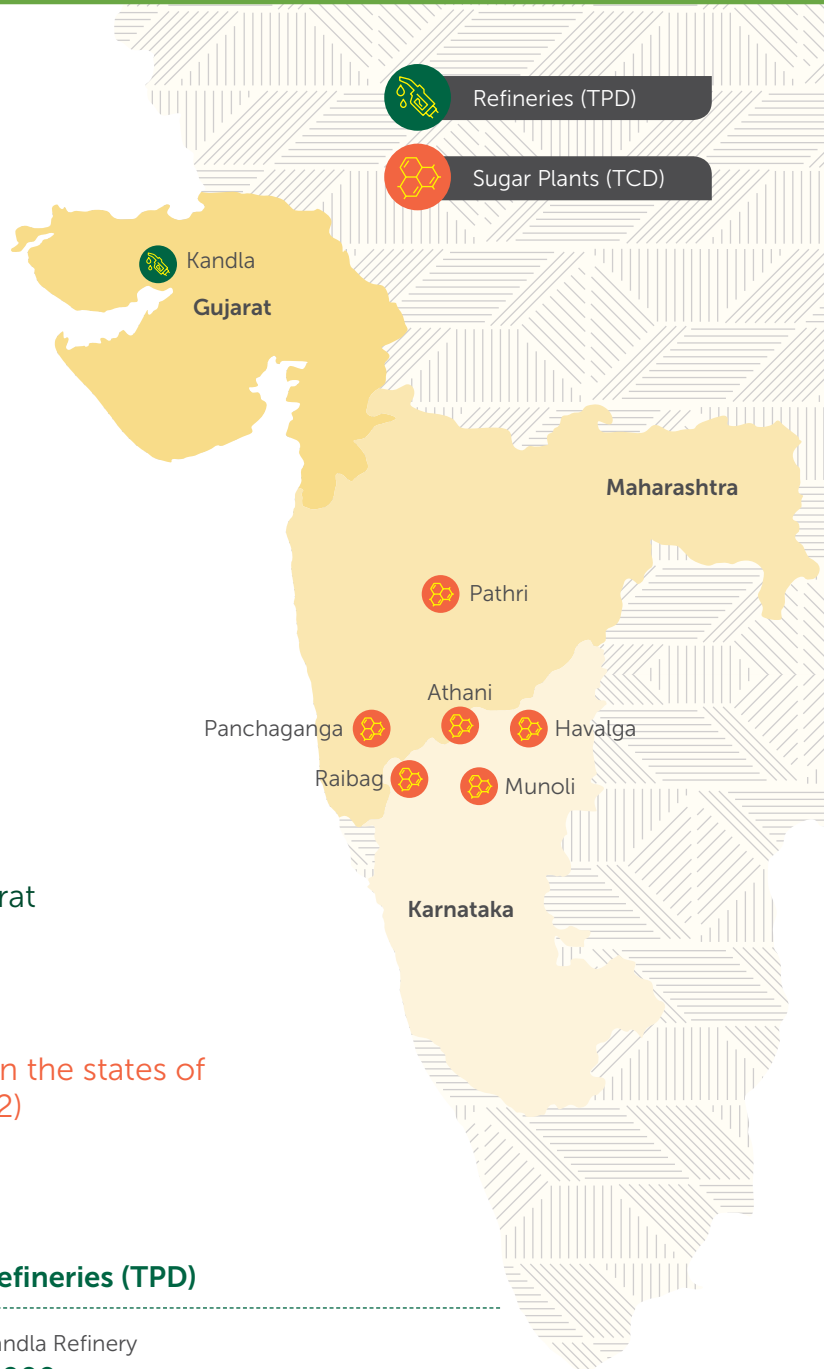 Refineries (TPD)
Sugar Plants (TCD)
Kandla
Gujarat
Maharashtra
Pathri
Athani
Panchaganga
Havalga
Raibag
Munoli
rat
Karnataka
n the states of
2)
efineries (TPD)
andla Refinery